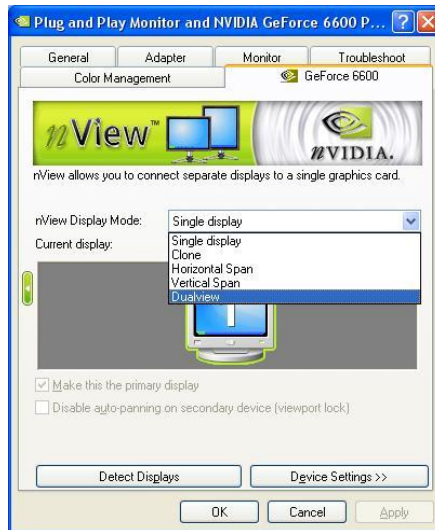 Plug and Play Monitor and NVIDIA GeForce 6600 P...
General Adapter Monitor Troubleshoot
Color Management GeForce 6600
nView™
NVIDIA.
nView allows you to connect separate displays to a single graphics card.
nView Display Mode: Single display
Current display:
Single display
Clone
Horizontal Span
Vertical Span
Dualview
1
Make this the primary display
Disable auto-panning on secondary device (viewport lock)
Detect Displays Device Settings >>
OK Cancel Apply